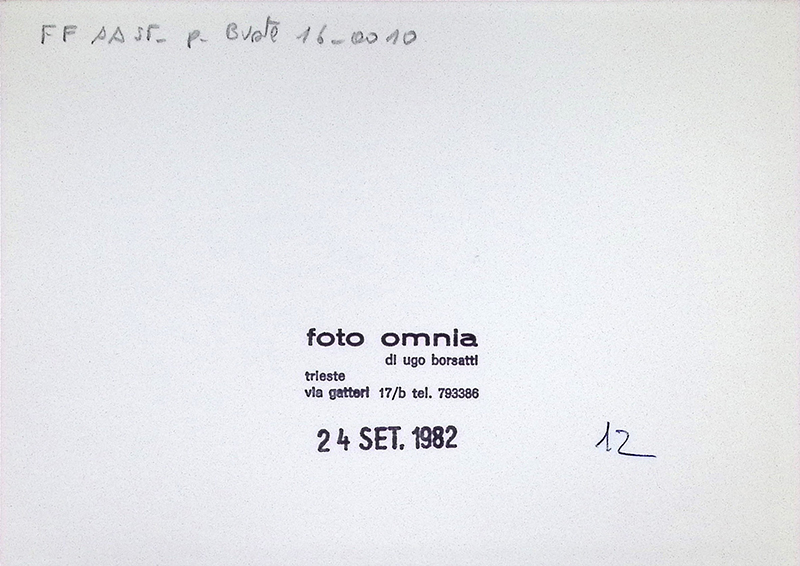 FF AA ST- p- Buste 16-0010
foto omnia
di ugo borsatti
trieste
via gatteri 17/b tel. 793386
24 SET. 1982
12